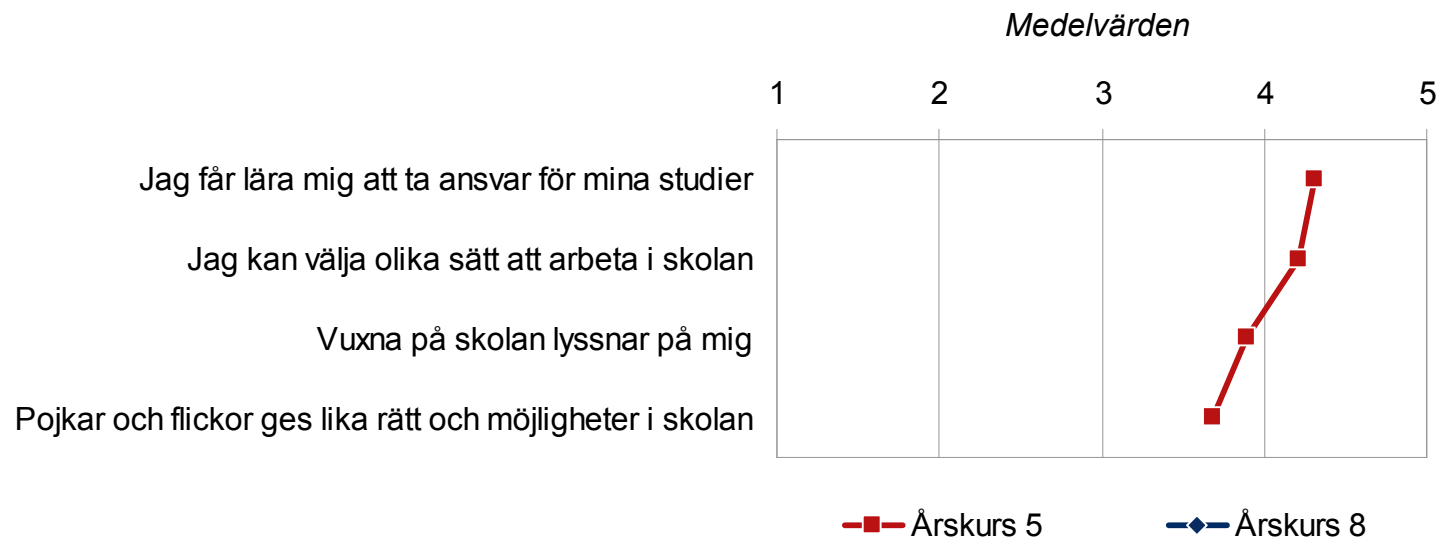 Medelvärden
1 2 3 4 5
Jag får lära mig att ta ansvar för mina studier
Jag kan välja olika sätt att arbeta i skolan
Vuxna på skolan lyssnar på mig
Pojkar och flickor ges lika rätt och möjligheter i skolan
Årskurs 5 Årskurs 8